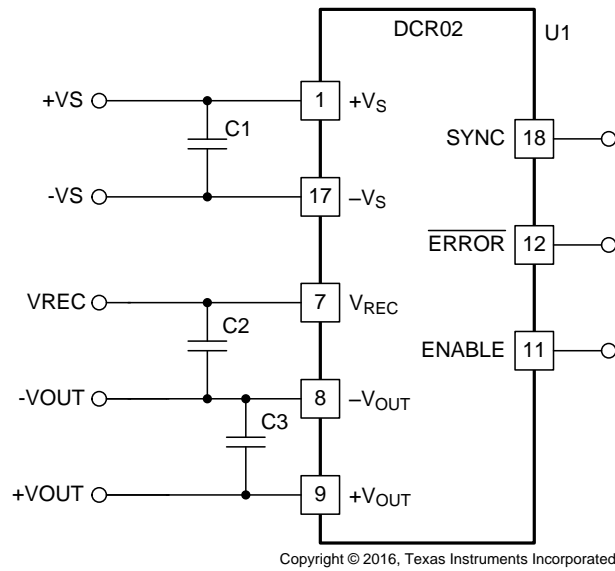 DCR02
U1
+VS
1
+VS
C1
SYNC
18
-VS
17
–VS
ERROR
12
VREC
7
VREC
C2
ENABLE
11
-VOUT
8
–VOUT
C3
+VOUT
9
+VOUT
Copyright © 2016, Texas Instruments Incorporated